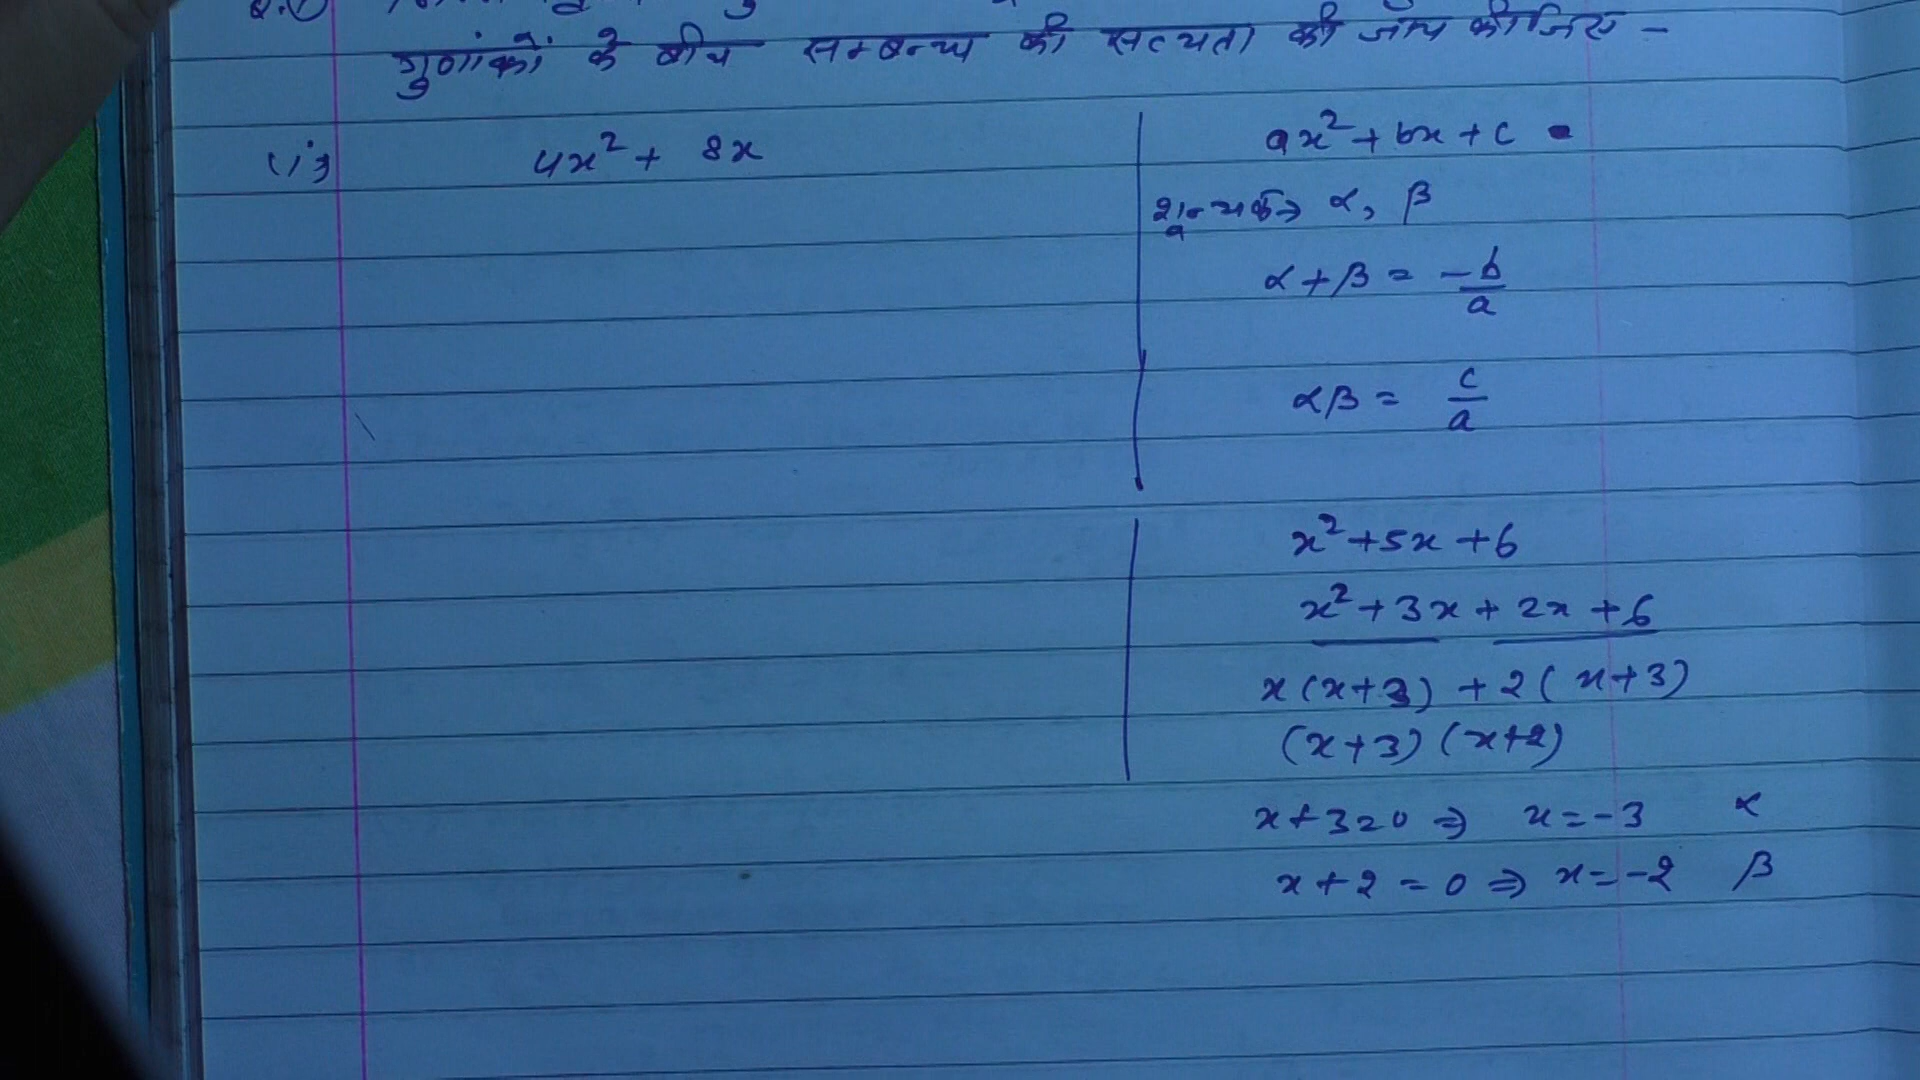 गुणांकों के बीच सम्बन्ध की सत्यता की जाँच कीजिए -
(i) 4x² + 8x
ax² + bx + c
शून्यक ⇒ α, β
α + β = -b/a
αβ = c/a
x² + 5x + 6
x² + 3x + 2x + 6
x(x+3) + 2(x+3)
(x+3)(x+2)
x+3=0 ⇒ x=-3 α
x+2=0 ⇒ x=-2 β